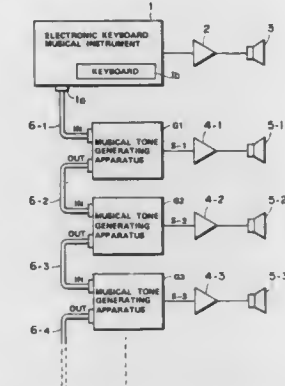 1
ELECTRONIC KEYBOARD
MUSICAL INSTRUMENT
KEYBOARD
1b
2
3
1a
6-1
IN
G1
MUSICAL TONE
GENERATING
APPARATUS
S-1
4-1
5-1
OUT
6-2
IN
G2
MUSICAL TONE
GENERATING
APPARATUS
S-2
4-2
5-2
OUT
6-3
IN
G3
MUSICAL TONE
GENERATING
APPARATUS
S-3
4-3
5-3
OUT
6-4